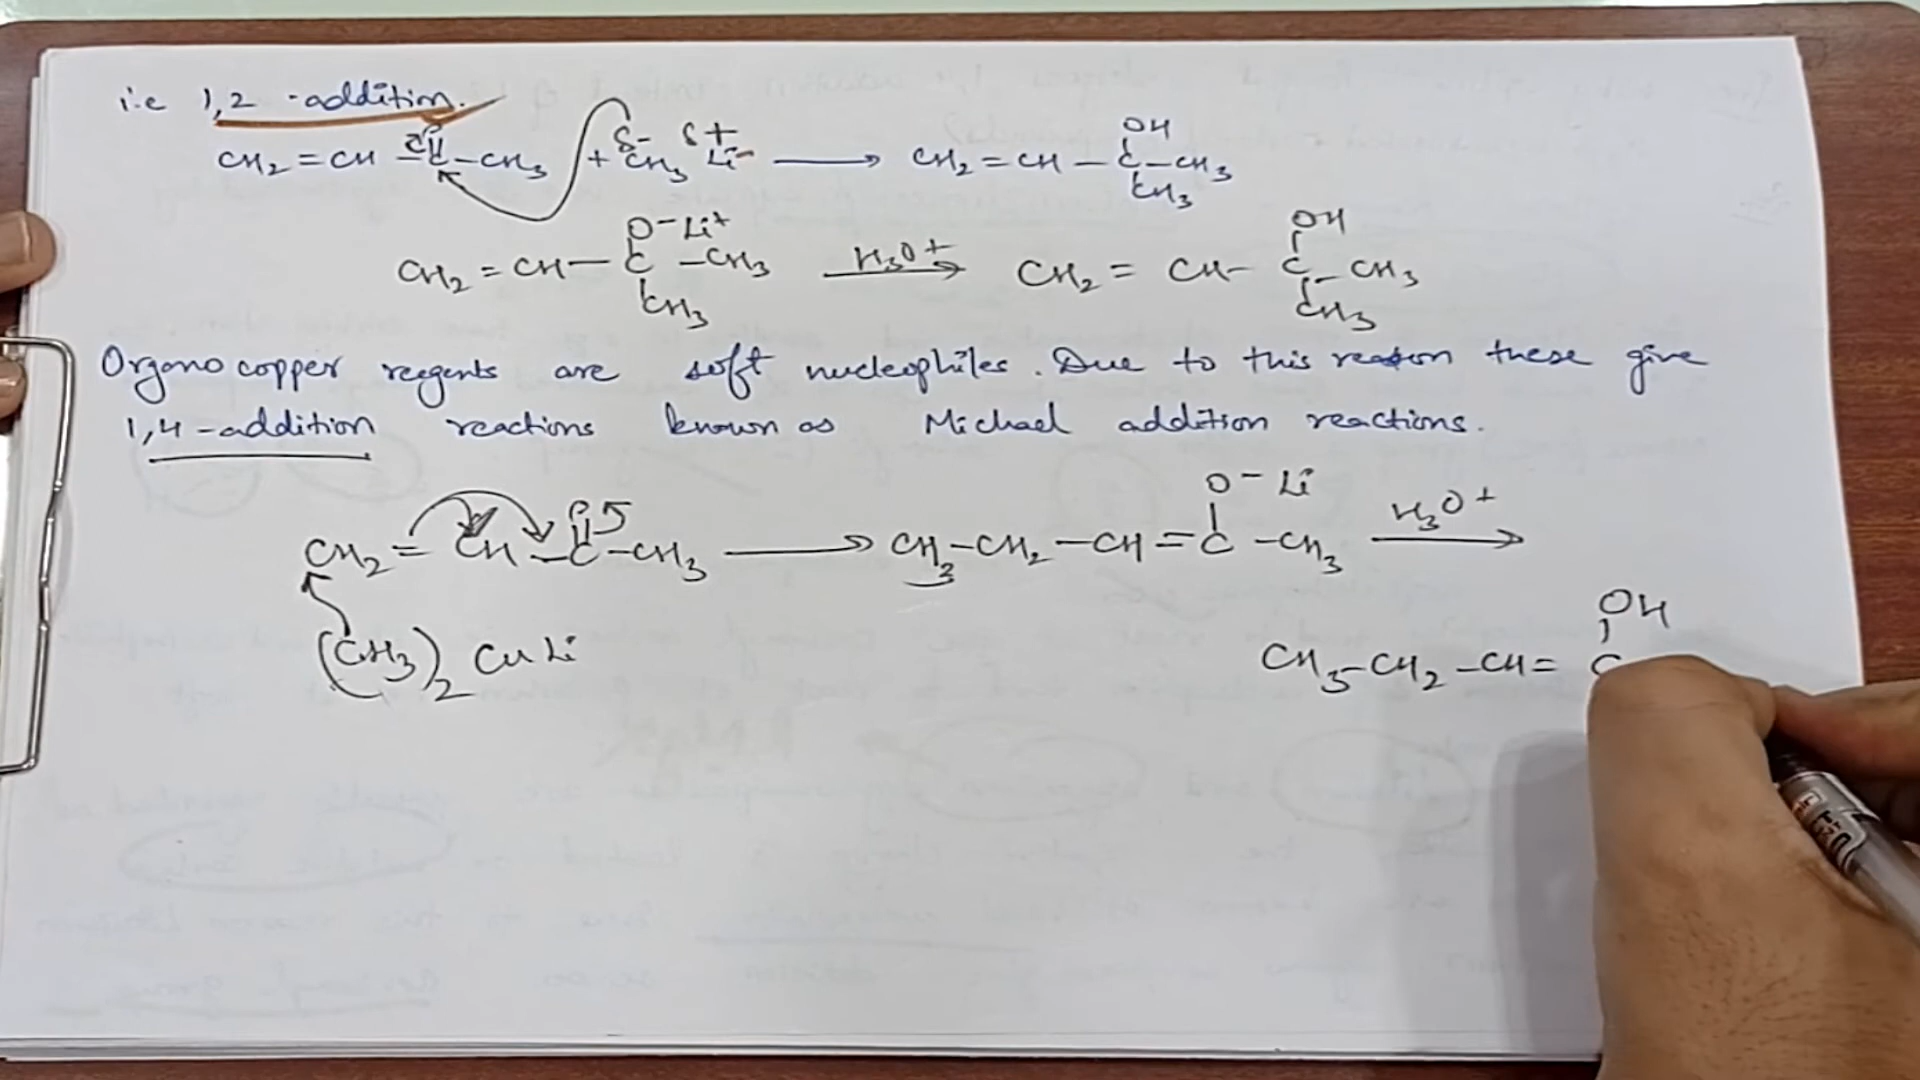 i.e 1,2 -addition.
CH₂ = CH – C – CH₃ + CH₃ Li → CH₂ = CH – C – CH₃
O
δ- δ+
OH
CH₃
O⁻ Li⁺
CH₂ = CH – C – CH₃ H₃O⁺ → CH₂ = CH – C – CH₃
CH₃
OH
CH₃
Organo copper regents are soft nucleophiles. Due to this reason these give
1,4-addition reactions known as Michael addition reactions.
O
O⁻ Li
CH₂ = CH – C – CH₃ → CH₃ – CH₂ – CH = C – CH₃ H₃O⁺ →
OH
(CH₃)₂ CuLi
CH₃ – CH₂ – CH = C